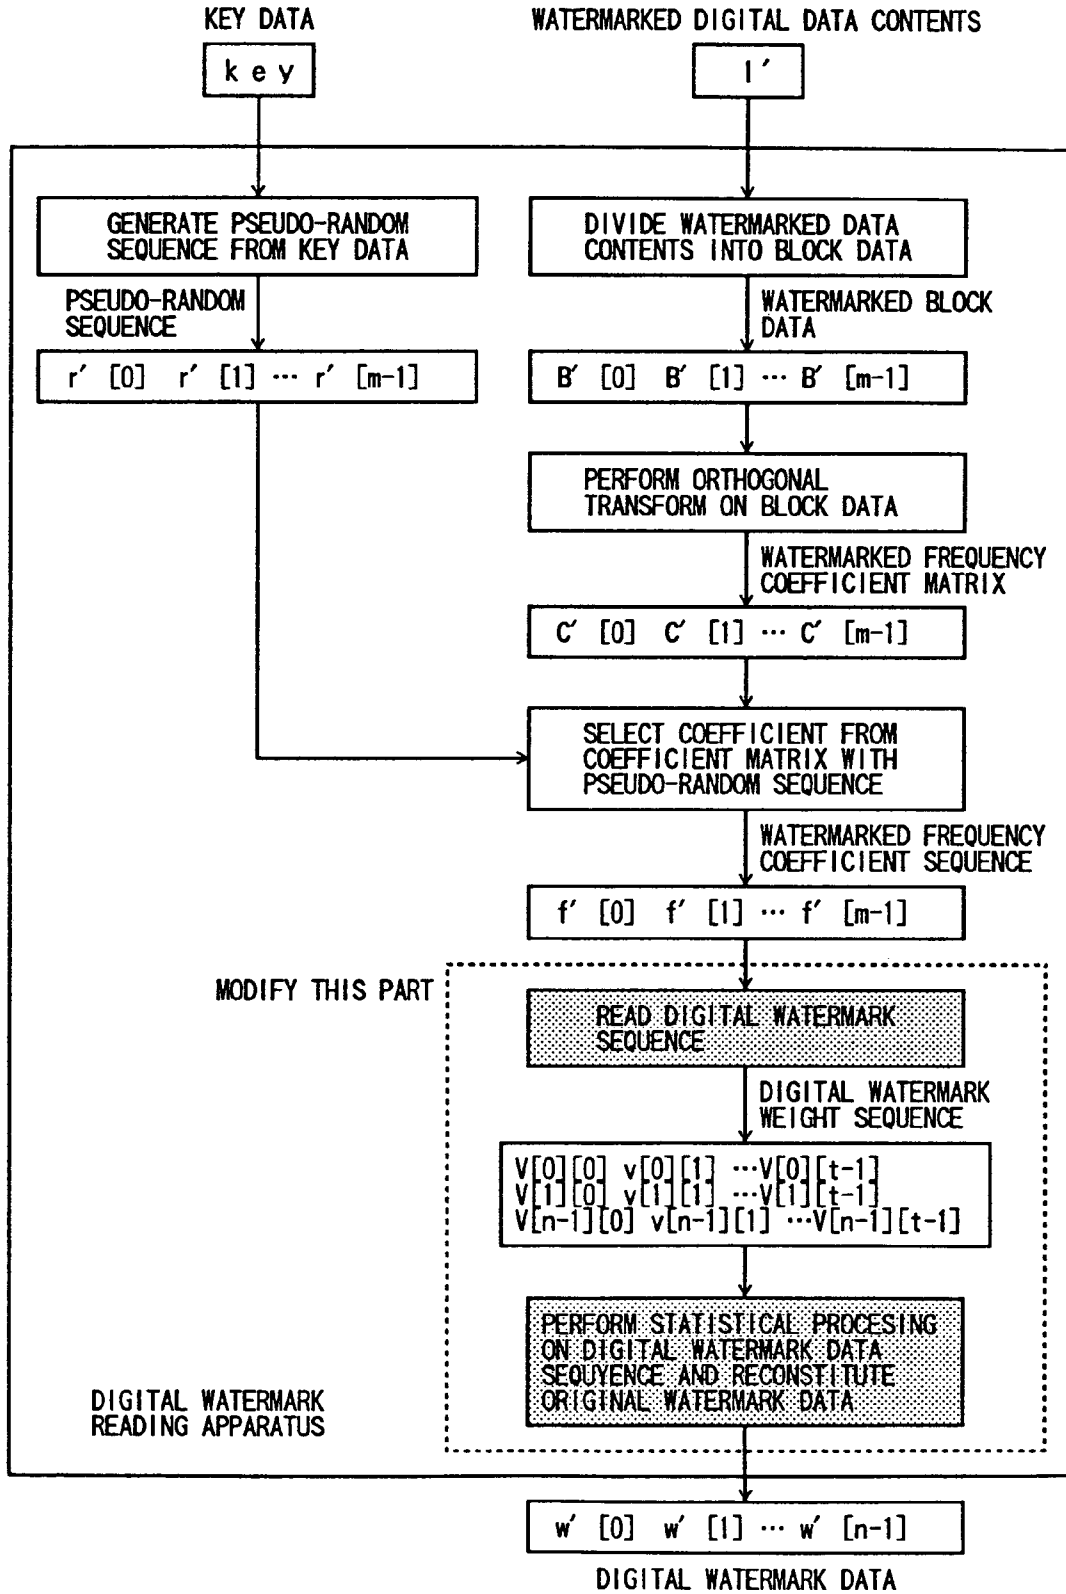 KEY DATA
WATERMARKED DIGITAL DATA CONTENTS
key
I′
GENERATE PSEUDO-RANDOM
SEQUENCE FROM KEY DATA
DIVIDE WATERMARKED DATA
CONTENTS INTO BLOCK DATA
PSEUDO-RANDOM
SEQUENCE
WATERMARKED BLOCK
DATA
r′ [0] r′ [1] ··· r′ [m-1]
B′ [0] B′ [1] ··· B′ [m-1]
PERFORM ORTHOGONAL
TRANSFORM ON BLOCK DATA
WATERMARKED FREQUENCY
COEFFICIENT MATRIX
C′ [0] C′ [1] ··· C′ [m-1]
SELECT COEFFICIENT FROM
COEFFICIENT MATRIX WITH
PSEUDO-RANDOM SEQUENCE
WATERMARKED FREQUENCY
COEFFICIENT SEQUENCE
f′ [0] f′ [1] ··· f′ [m-1]
MODIFY THIS PART
READ DIGITAL WATERMARK
SEQUENCE
DIGITAL WATERMARK
WEIGHT SEQUENCE
V[0][0] v[0][1] ···V[0][t-1]
V[1][0] v[1][1] ···V[1][t-1]
V[n-1][0] v[n-1][1] ···V[n-1][t-1]
PERFORM STATISTICAL PROCESING
ON DIGITAL WATERMARK DATA
SEQUYENCE AND RECONSTITUTE
ORIGINAL WATERMARK DATA
DIGITAL WATERMARK
READING APPARATUS
w′ [0] w′ [1] ··· w′ [n-1]
DIGITAL WATERMARK DATA